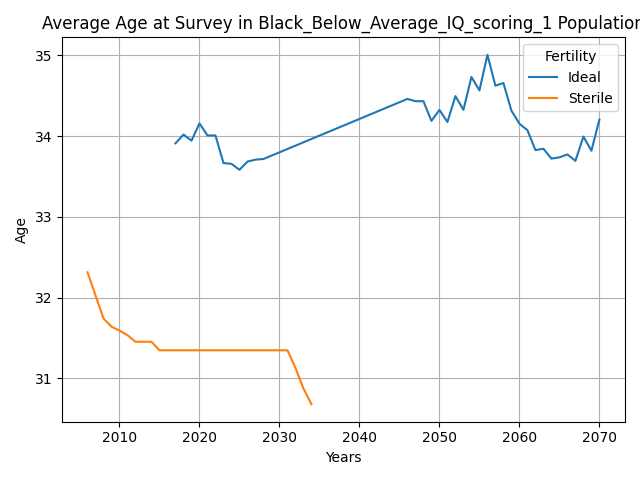 Average Age at Survey in Black_Below_Average_IQ_scoring_1 Population
Fertility
Ideal
Sterile
Age
35
34
33
32
31
2010 2020 2030 2040 2050 2060 2070
Years